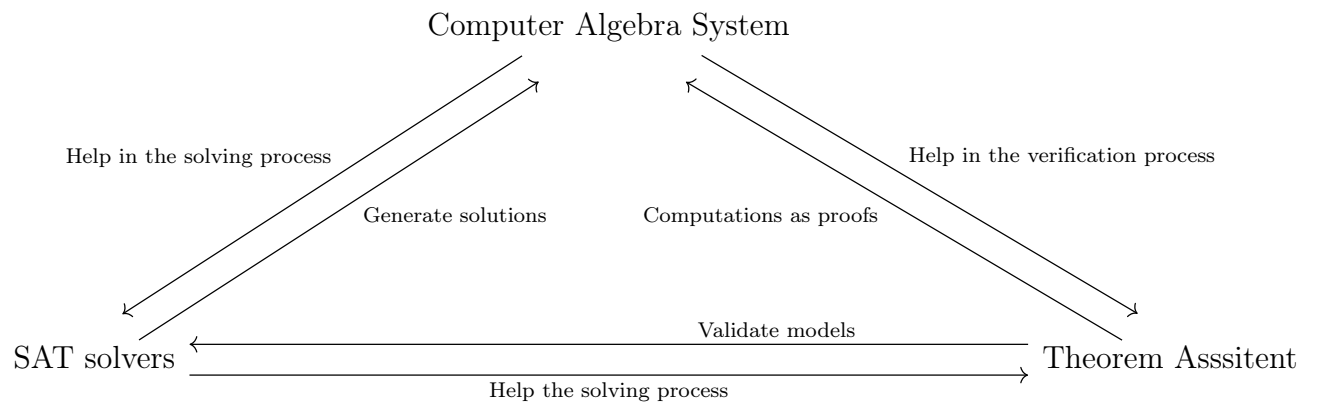 Computer Algebra System
Help in the solving process
Help in the verification process
Generate solutions
Computations as proofs
Validate models
SAT solvers
Theorem Asssitent
Help the solving process